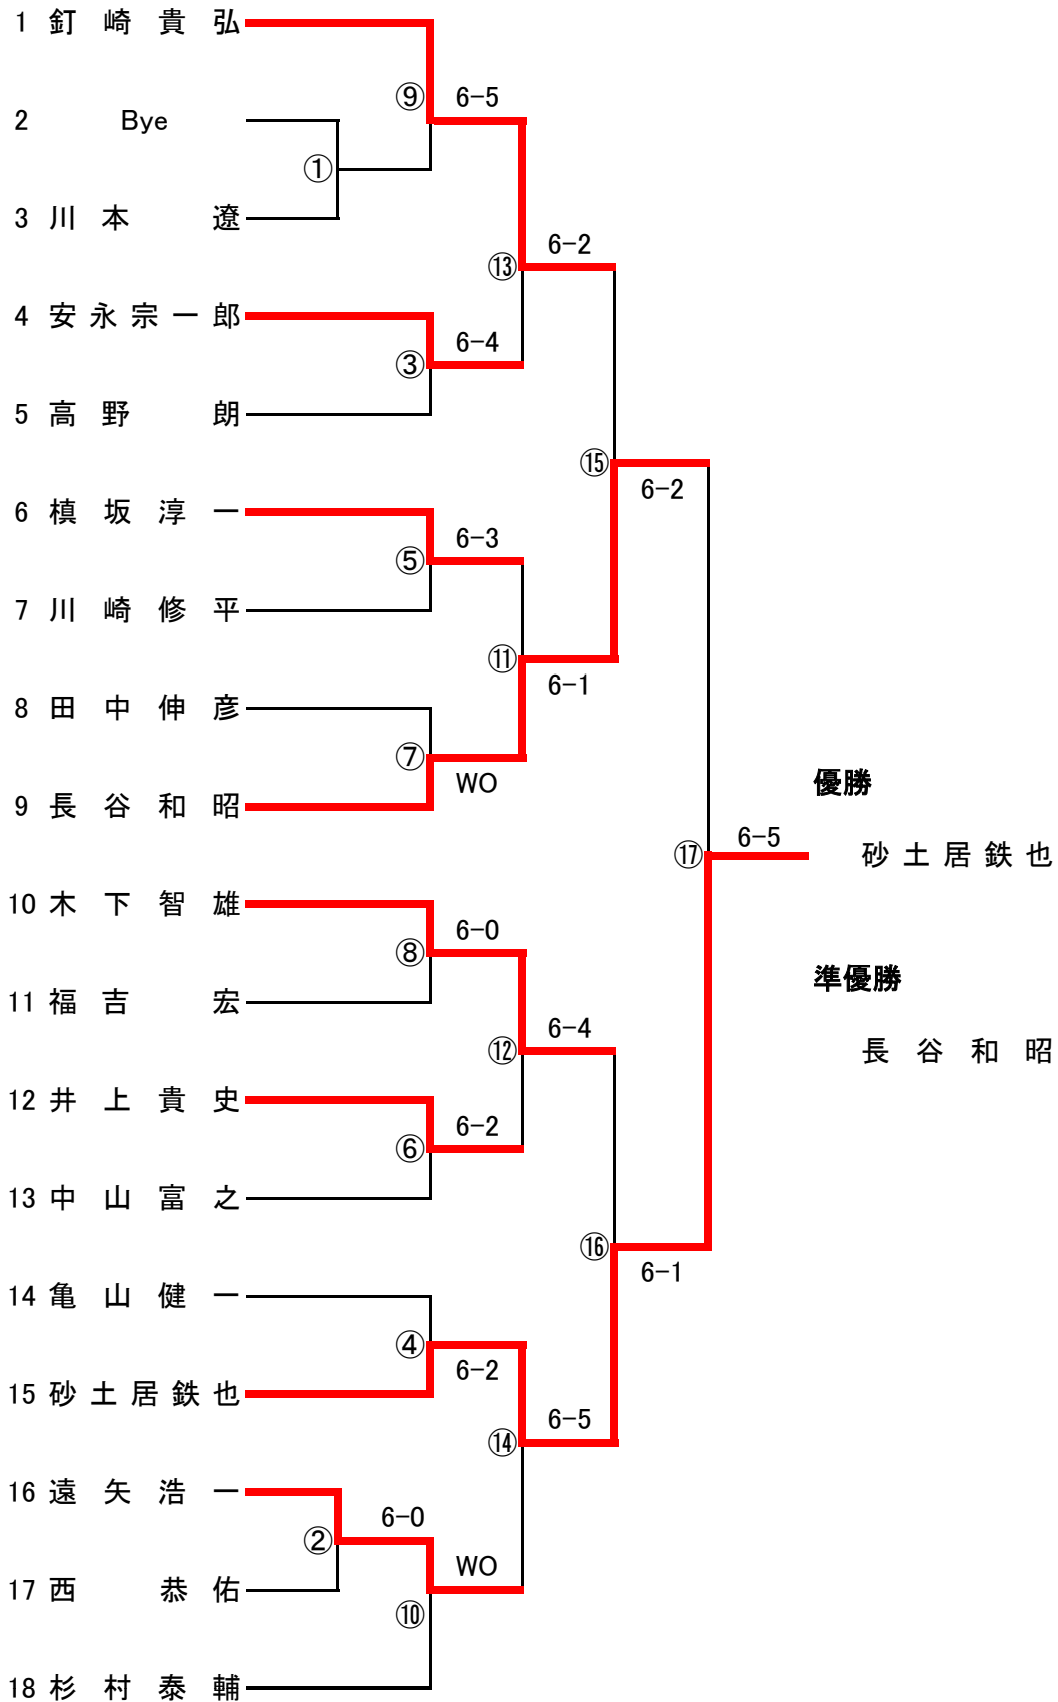 1 釘崎貴弘
⑨ 6-5
2 Bye
①
3 川本遼
⑬ 6-2
4 安永宗一郎
③ 6-4
5 高野朗
⑮ 6-2
6 槙坂淳一
⑤ 6-3
7 川崎修平
⑪ 6-1
8 田中伸彦
⑦ WO
優勝
9 長谷和昭
⑰ 6-5 砂土居鉄也
10 木下智雄
⑧ 6-0
準優勝
11 福吉宏
⑫ 6-4 長谷和昭
12 井上貴史
⑥ 6-2
13 中山富之
⑯ 6-1
14 亀山健一
④ 6-2
15 砂土居鉄也
⑭ 6-5
16 遠矢浩一
② 6-0
WO
17 西恭佑
⑩
18 杉村泰輔